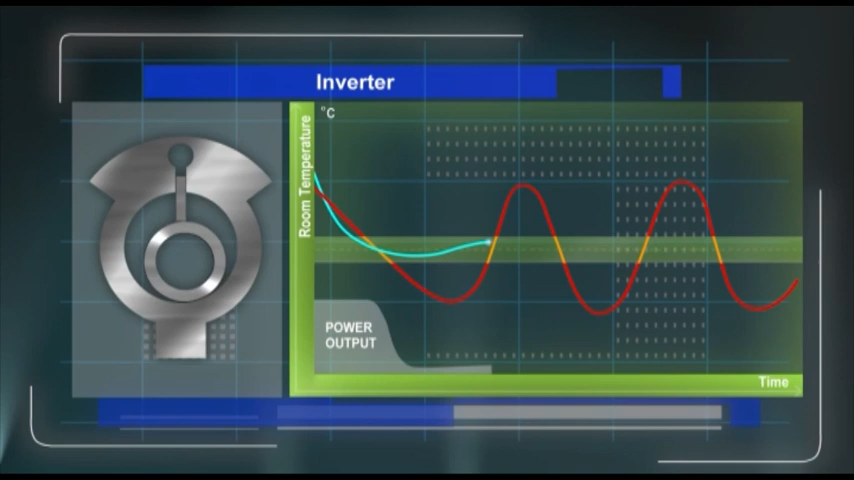 Inverter
°C
Room Temperature
POWER
OUTPUT
Time